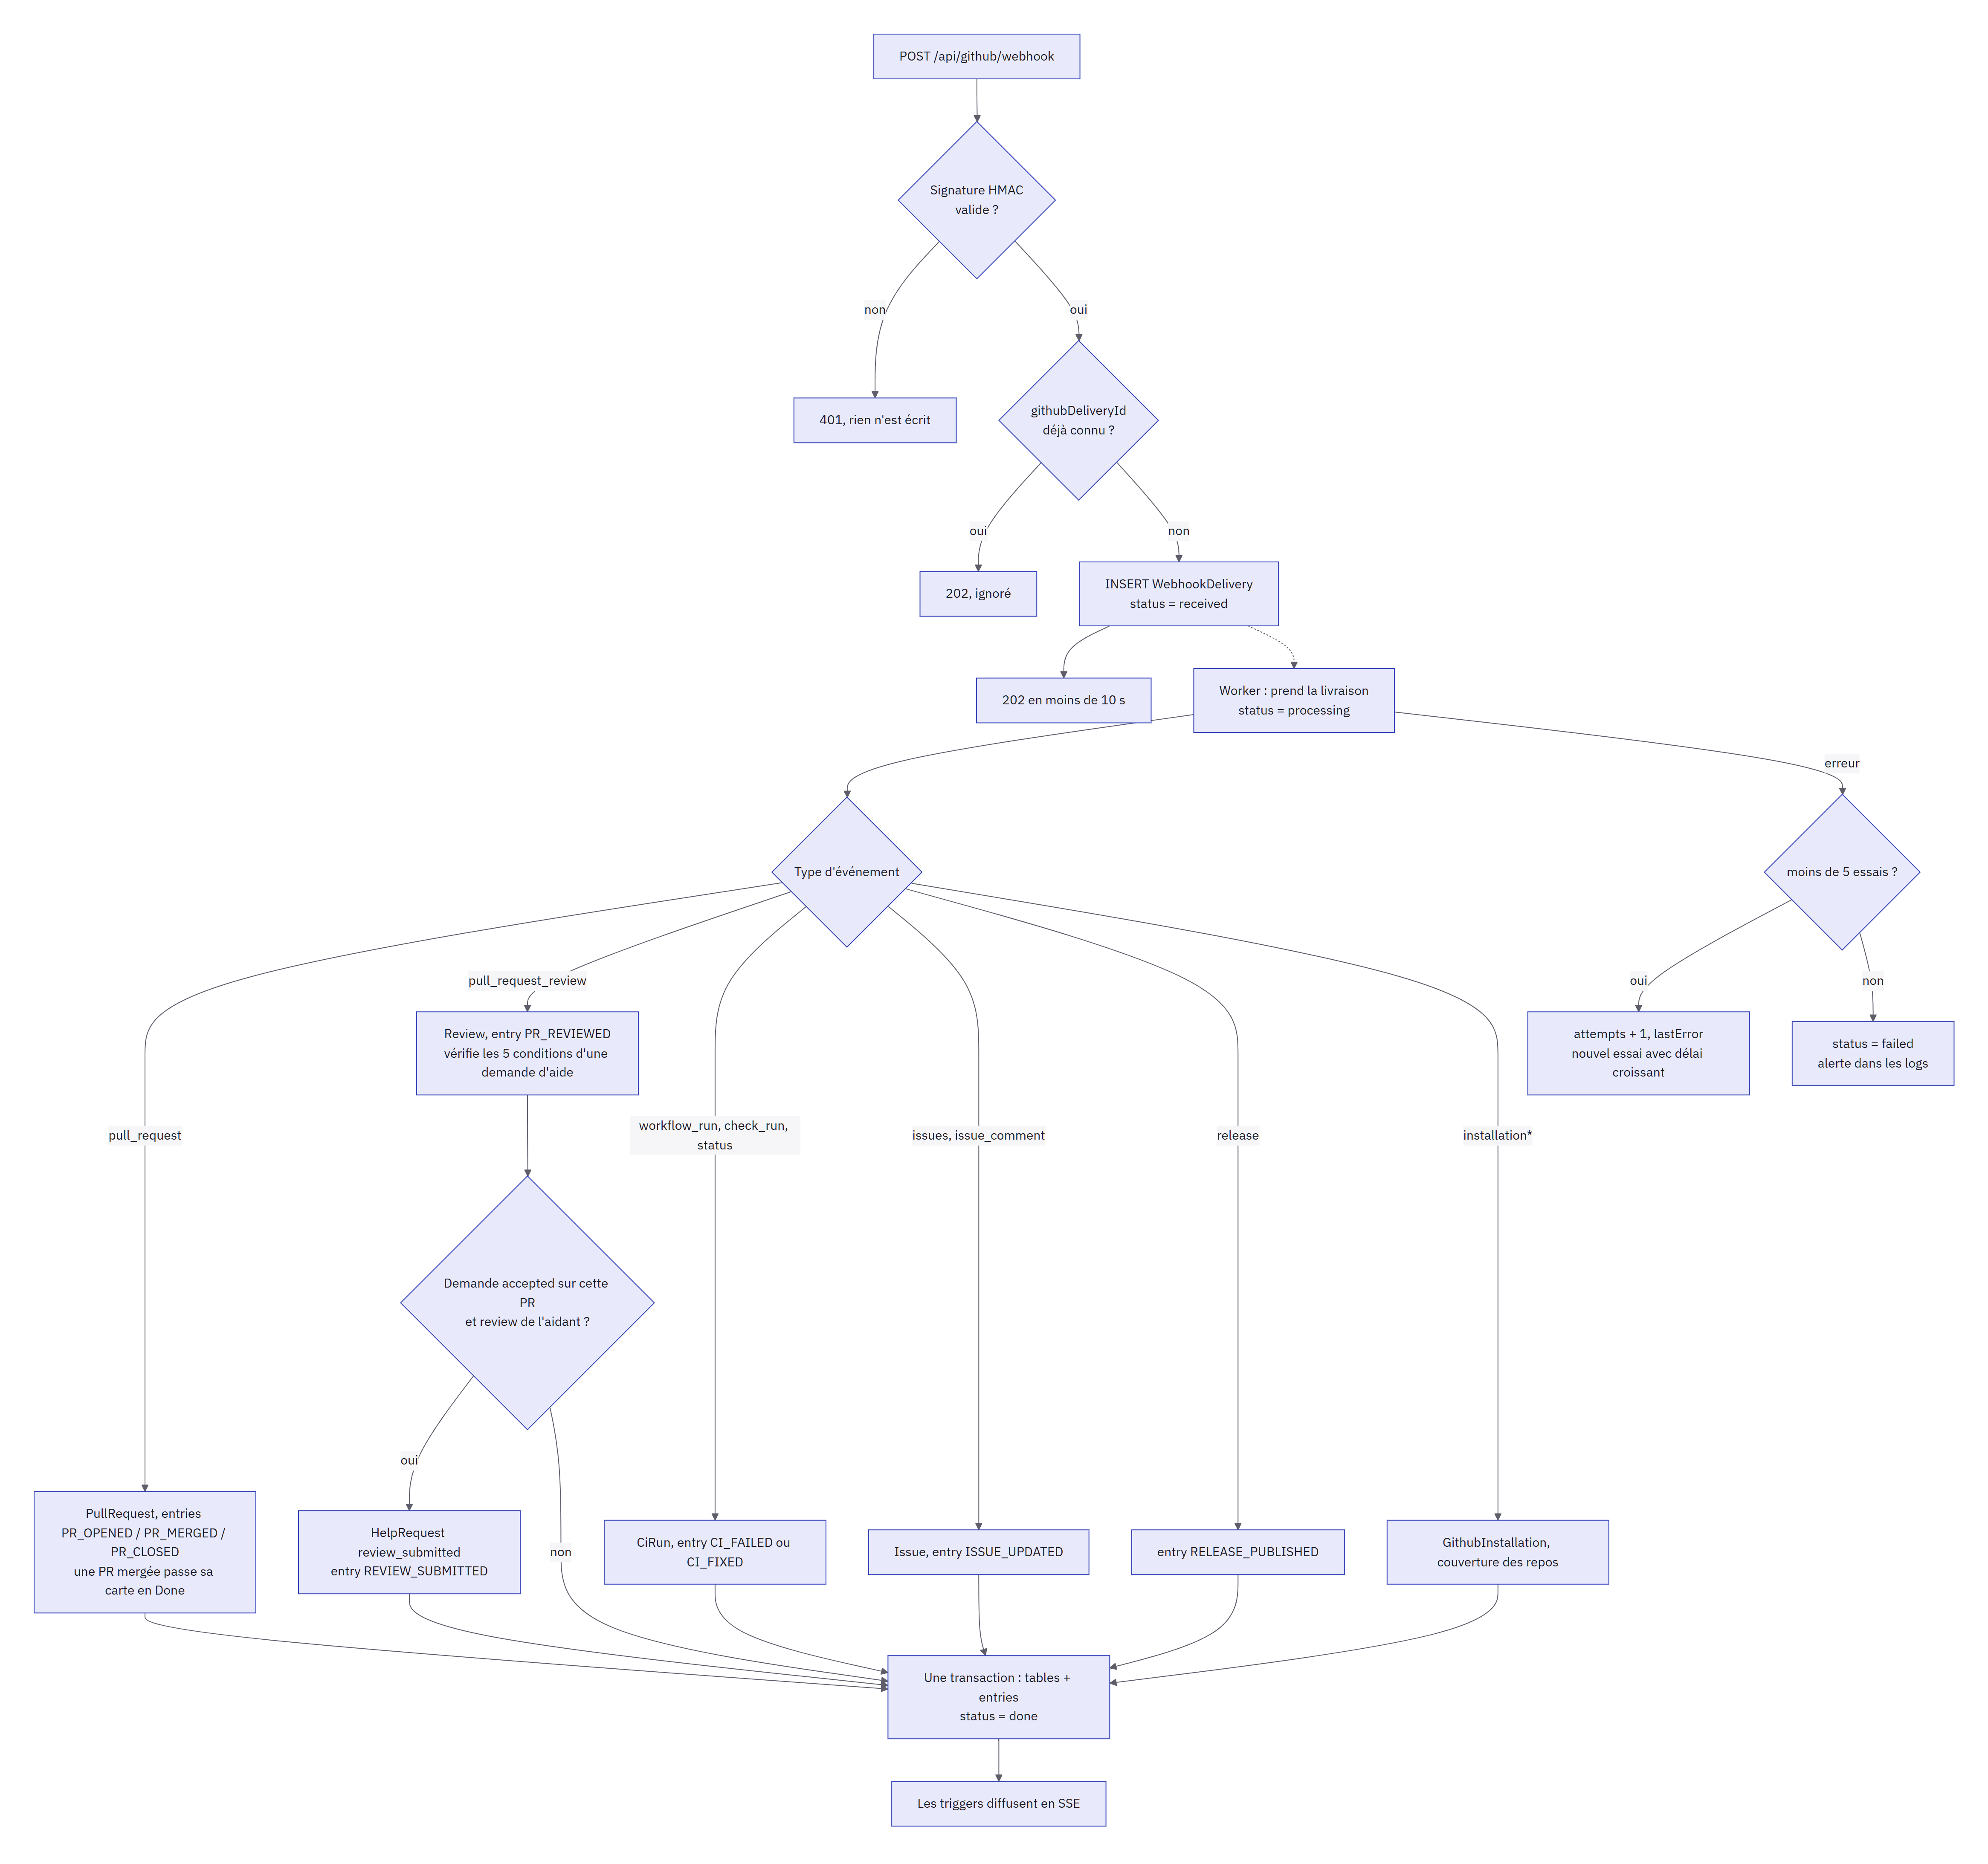 POST /api/github/webhook
Signature HMAC
valide ?
non
oui
401, rien n'est écrit
githubDeliveryId
déjà connu ?
oui
non
202, ignoré
INSERT WebhookDelivery
status = received
202 en moins de 10 s
Worker : prend la livraison
status = processing
erreur
Type d'événement
moins de 5 essais ?
pull_request_review
oui
non
Review, entry PR_REVIEWED
vérifie les 5 conditions d'une
demande d'aide
attempts + 1, lastError
nouvel essai avec délai
croissant
status = failed
alerte dans les logs
pull_request
workflow_run, check_run,
status
issues, issue_comment
release
installation*
Demande accepted sur cette
PR
et review de l'aidant ?
oui
non
PullRequest, entries
PR_OPENED / PR_MERGED /
PR_CLOSED
une PR mergée passe sa
carte en Done
HelpRequest
review_submitted
entry REVIEW_SUBMITTED
CiRun, entry CI_FAILED ou
CI_FIXED
Issue, entry ISSUE_UPDATED
entry RELEASE_PUBLISHED
GithubInstallation,
couverture des repos
Une transaction : tables +
entries
status = done
Les triggers diffusent en SSE